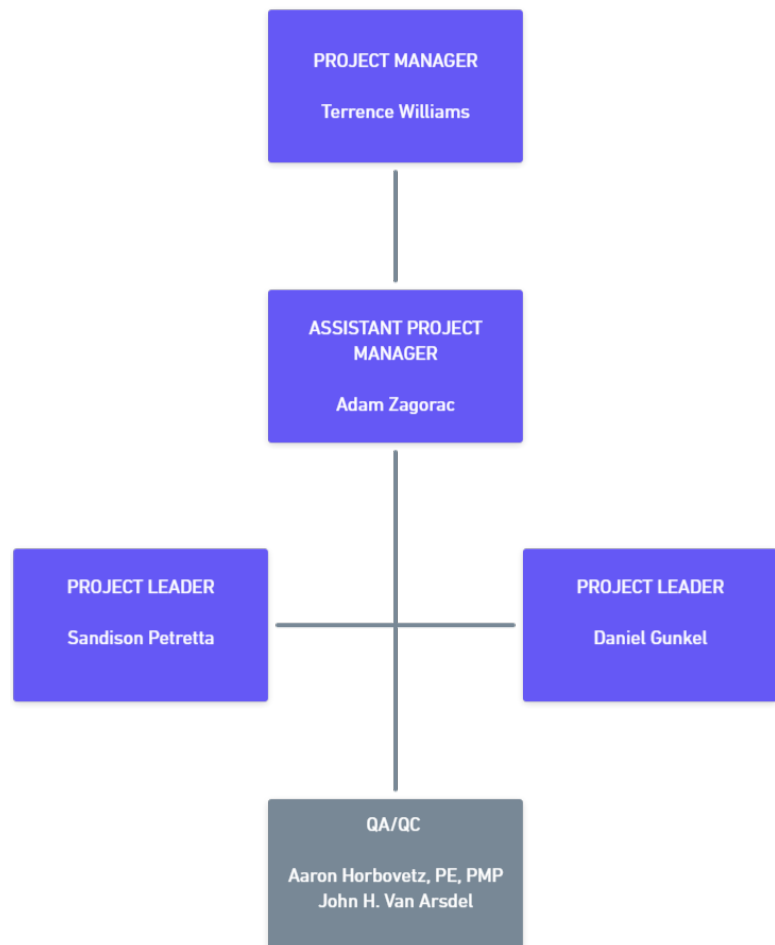 PROJECT MANAGER
Terrence Williams
ASSISTANT PROJECT
MANAGER
Adam Zagorac
PROJECT LEADER
Sandison Petretta
PROJECT LEADER
Daniel Gunkel
QA/QC
Aaron Horbovetz, PE, PMP
John H. Van Arsdel